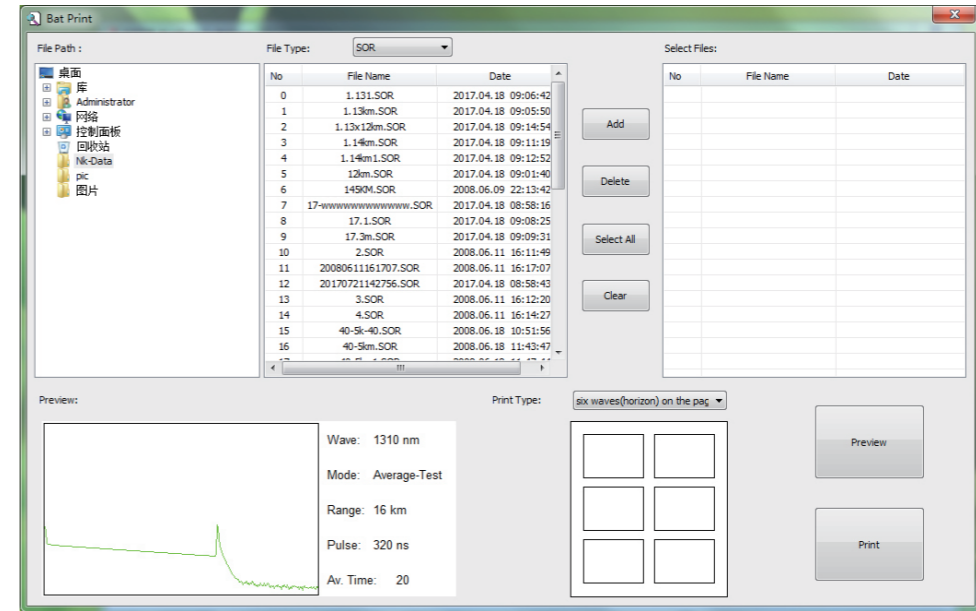 Bat Print
File Path :
File Type:
SOR
Select Files:
桌面
库
Administrator
网络
控制面板
回收站
Nk-Data
pic
图片
No File Name Date
0 1.131.SOR 2017.04.18 09:06:42
1 1.13km.SOR 2017.04.18 09:05:50
2 1.13x12km.SOR 2017.04.18 09:14:54
3 1.14km.SOR 2017.04.18 09:11:19
4 1.14km1.SOR 2017.04.18 09:12:52
5 12km.SOR 2017.04.18 09:01:40
6 145KM.SOR 2008.06.09 22:13:42
7 17-wwwwwwwwwwww.SOR 2017.04.18 08:58:16
8 17.1.SOR 2017.04.18 09:08:25
9 17.3m.SOR 2017.04.18 09:09:31
10 2.SOR 2008.06.11 16:11:49
11 20080611161707.SOR 2008.06.11 16:17:07
12 20170721142756.SOR 2017.04.18 08:58:43
13 3.SOR 2008.06.11 16:12:20
14 4.SOR 2008.06.11 16:14:27
15 40-5k-40.SOR 2008.06.18 10:51:56
16 40-5km.SOR 2008.06.18 11:43:47
Add
Delete
Select All
Clear
No File Name Date
Preview:
Wave: 1310 nm
Mode: Average-Test
Range: 16 km
Pulse: 320 ns
Av. Time: 20
Print Type:
six waves(horizon) on the pag
Preview
Print